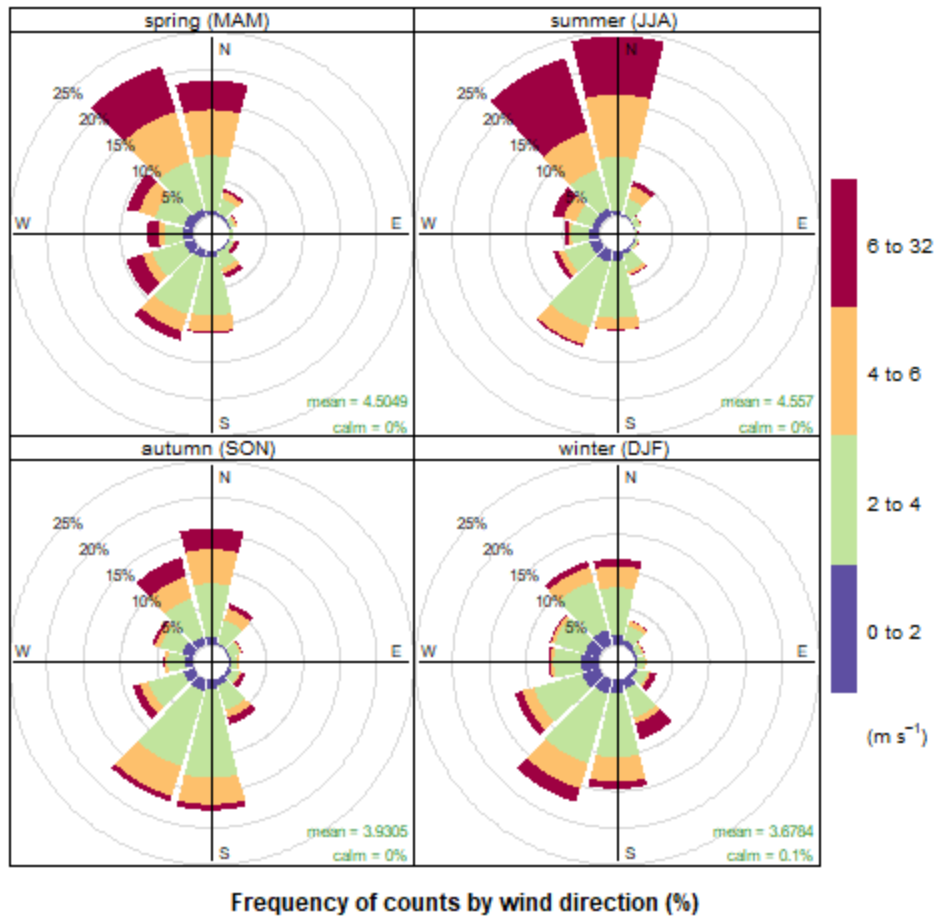 spring (MAM)
N
25%
20%
15%
10%
5%
W
E
S
mean = 4.5049
calm = 0%
summer (JJA)
N
25%
20%
15%
10%
5%
W
E
S
mean = 4.557
calm = 0%
autumn (SON)
N
25%
20%
15%
10%
5%
W
E
S
mean = 3.9305
calm = 0%
winter (DJF)
N
25%
20%
15%
10%
5%
W
E
S
mean = 3.6784
calm = 0.1%
6 to 32
4 to 6
2 to 4
0 to 2
(m s⁻¹)
Frequency of counts by wind direction (%)